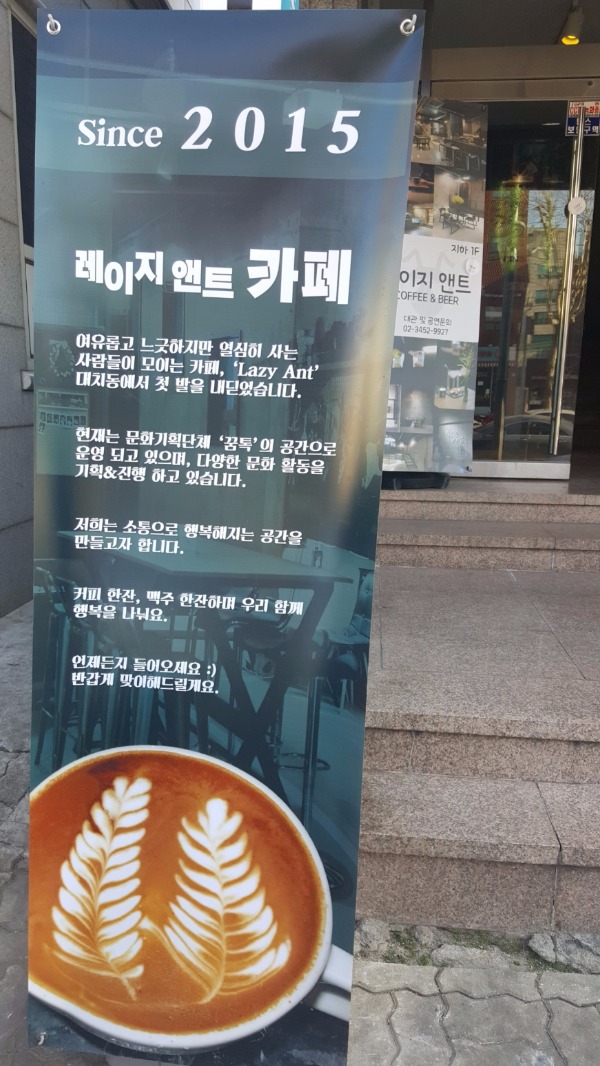 Since 2015
레이지 앤트 카페
여유롭고 느긋하지만 열심히 사는
사람들이 모이는 카페, 'Lazy Ant'
대치동에서 첫 발을 내딛었습니다.
현재는 문화기획단체 '꿈톡'의 공간으로
운영 되고 있으며, 다양한 문화 활동을
기획&진행 하고 있습니다.
저희는 소통으로 행복해지는 공간을
만들고자 합니다.
커피 한잔, 맥주 한잔하며 우리 함께
행복을 나눠요.
언제든지 들어오세요 :)
반갑게 맞이해드릴게요.
지하 1F
이지 앤트
COFFEE & BEER
대관 및 공연문의
02-3452-9927